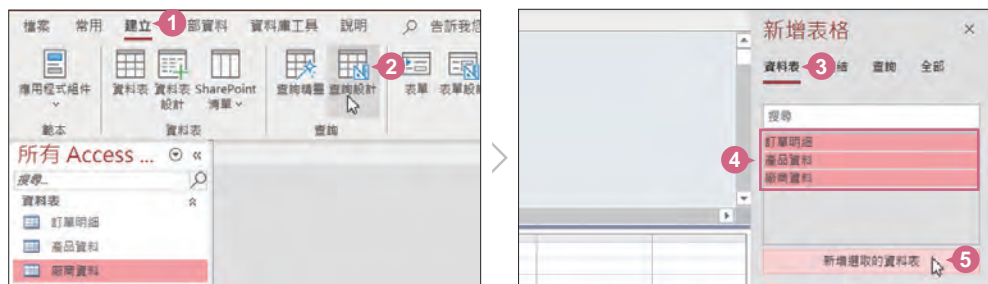 檔案 常用 建立 1 部資料 資料庫工具 說明 告訴我您
應用程式組件
資料表 資料表設計 SharePoint 清單
查詢精靈 查詢設計 2
表單 表單設
範本 資料表 查詢
所有 Access ...
搜尋...
資料表
訂單明細
產品資料
廠商資料
新增表格
資料表 3 結 查詢 全部
搜尋
訂單明細
4 產品資料
廠商資料
新增選取的資料表 5